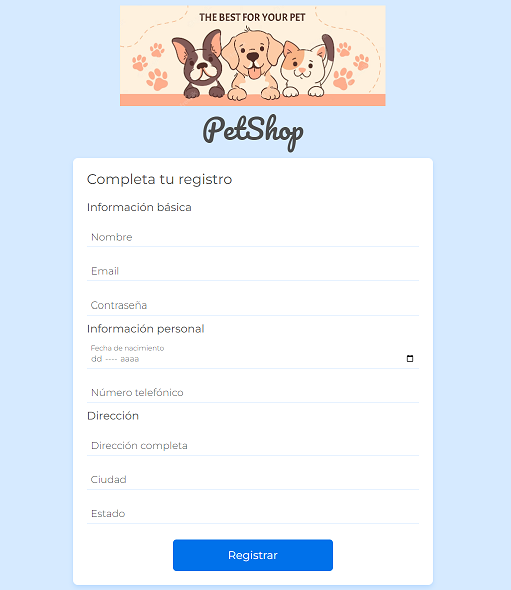 THE BEST FOR YOUR PET
PetShop
Completa tu registro
Información básica
Nombre
Email
Contraseña
Información personal
Fecha de nacimiento
dd ---- aaaa
Número telefónico
Dirección
Dirección completa
Ciudad
Estado
Registrar